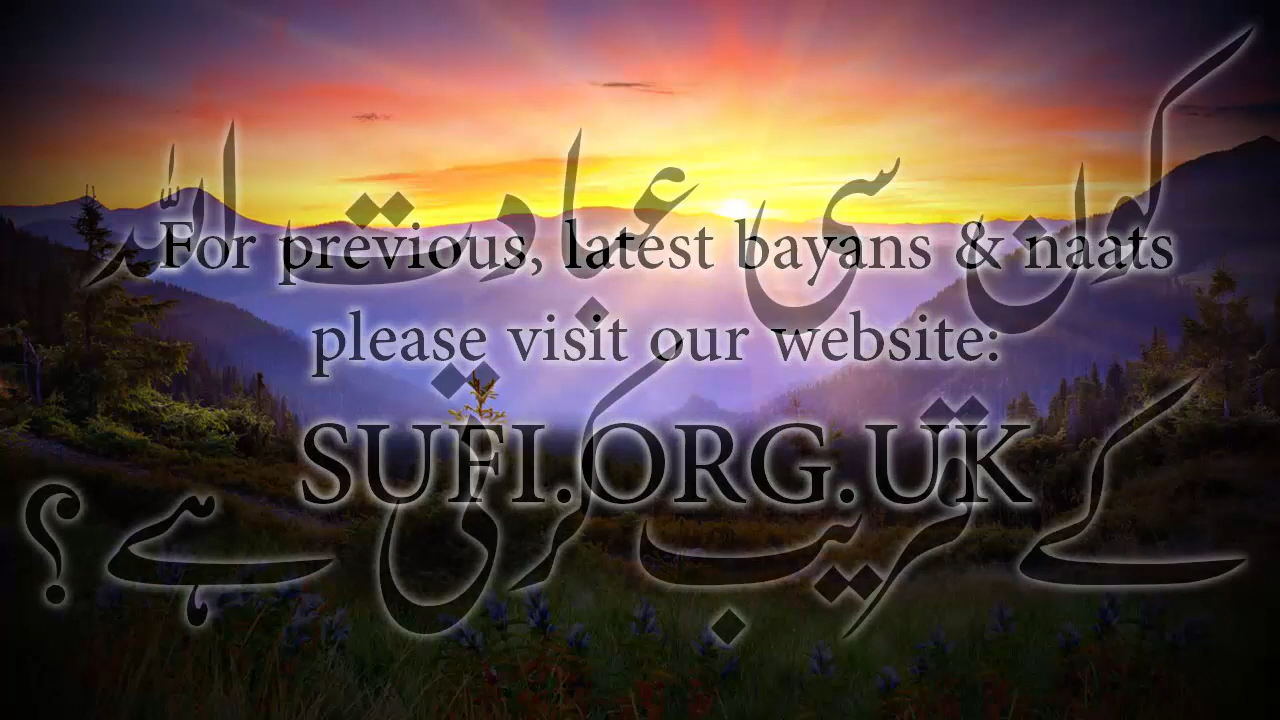 کون سی عبادت اللہ
For previous, latest bayans & naats
please visit our website:
کے قریب کرتی ہے؟
SUFI.ORG.UK